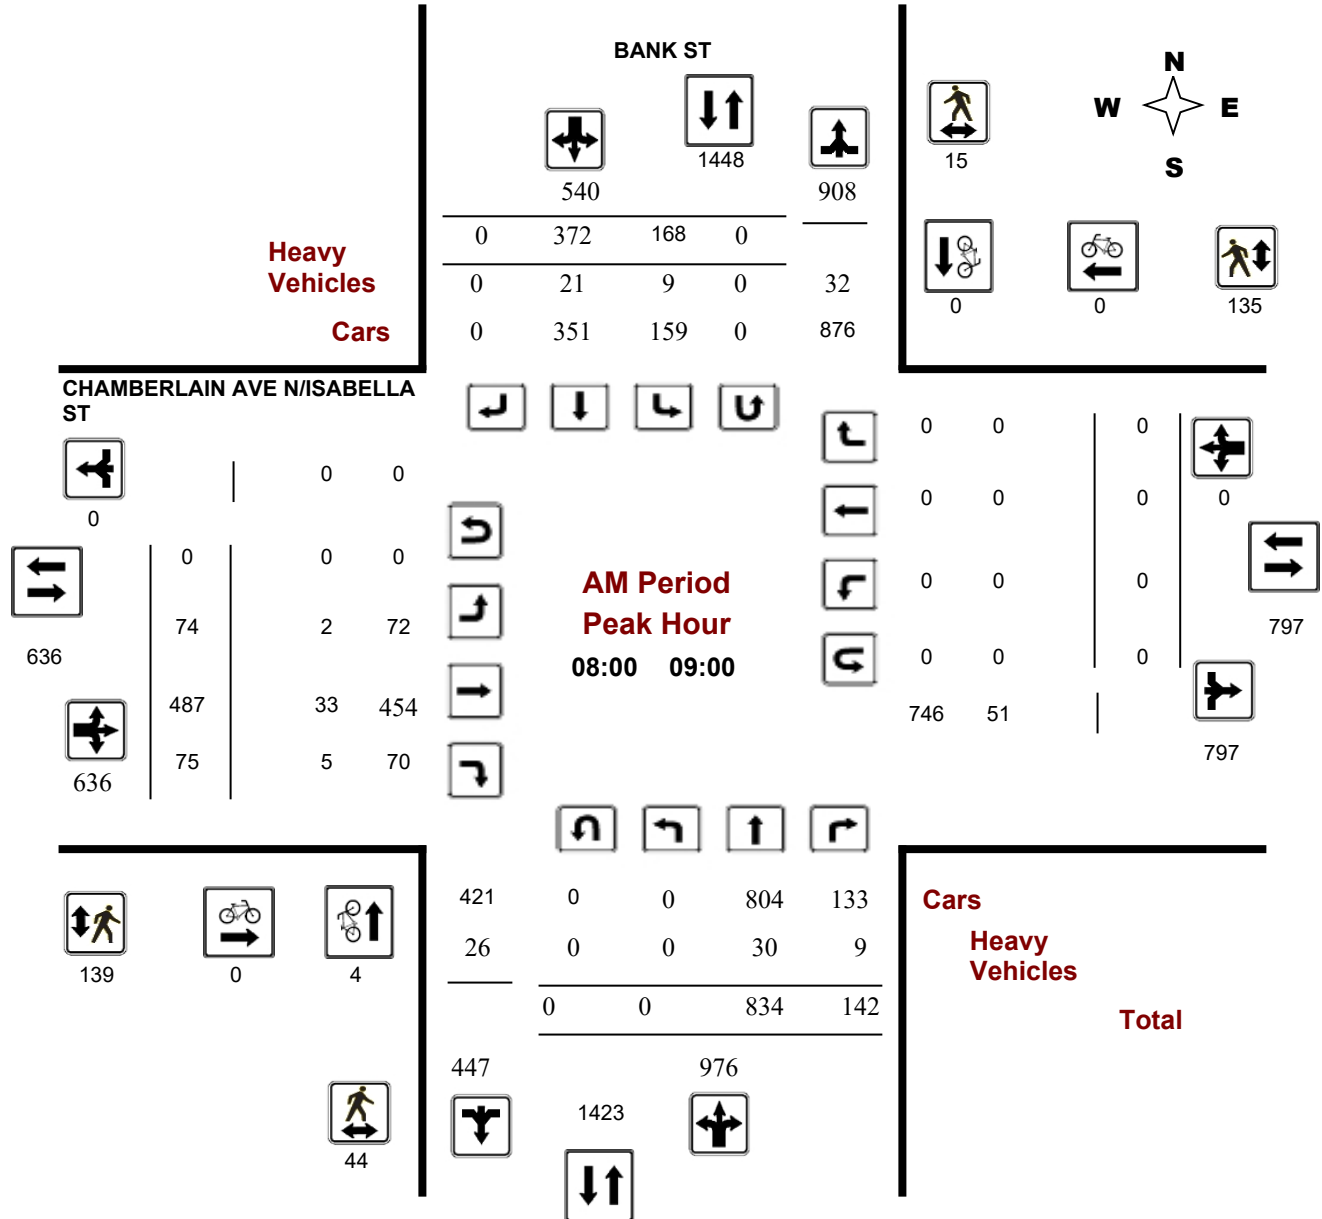 BANK ST
N
W E
S
1448
15
540 908
0 372 168 0
Heavy
Vehicles 0 21 9 0 32
Cars 0 351 159 0 876
0 0 135
CHAMBERLAIN AVE N/ISABELLA
ST
0 0 0
0 0
0 0 0 0
0
0 0 0
AM Period
0 0 0
Peak Hour
74 2 72
797
636
08:00 09:00
0 0 0
487 33 454
746 51
75 5 70
636
797
421 0 0 804 133 Cars
26 0 0 30 9 Heavy
Vehicles
139 0 4
0 0 834 142 Total
447 976
1423
44